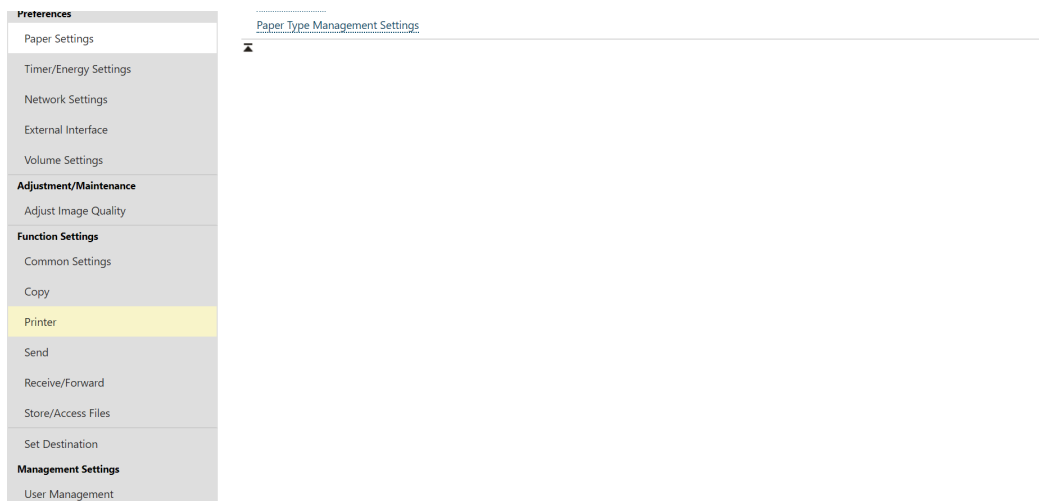 Preferences
Paper Settings
Timer/Energy Settings
Network Settings
External Interface
Volume Settings
Adjustment/Maintenance
Adjust Image Quality
Function Settings
Common Settings
Copy
Printer
Send
Receive/Forward
Store/Access Files
Set Destination
Management Settings
User Management
Paper Type Management Settings